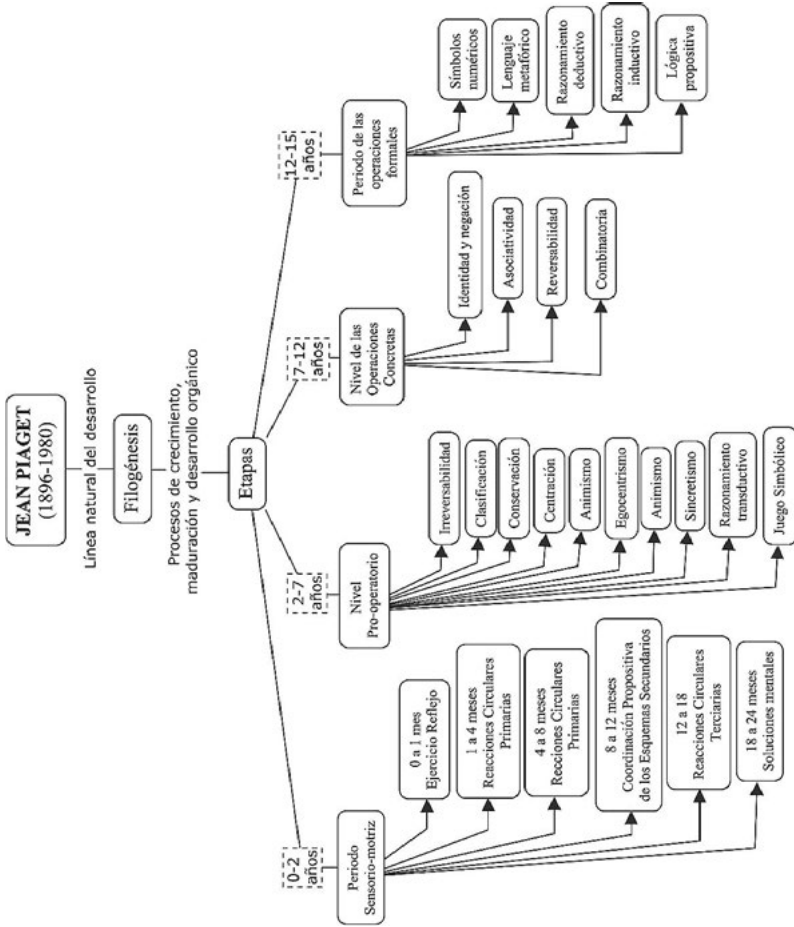 JEAN PIAGET
(1896-1980)
Línea natural del desarrollo
Filogénesis
Procesos de crecimiento,
maduración y desarrollo orgánico
Etapas
0-2
años
Periodo
Sensorio-motriz
0 a 1 mes
Ejercicio Reflejo
1 a 4 meses
Reacciones Circulares
Primarias
4 a 8 meses
Recciones Circulares
Primarias
8 a 12 meses
Coordinación Propositiva
de los Esquemas Secundarios
12 a 18
Reacciones Circulares
Terciarias
18 a 24 meses
Soluciones mentales
2-7
años
Nivel
Pro-operatorio
Irreversabilidad
Clasificación
Conservación
Centración
Animismo
Egocentrismo
Animismo
Sincretismo
Razonamiento
transductivo
Juego Simbólico
7-12
años
Nivel de las
Operaciones
Concretas
Identidad y negación
Asociatividad
Reversabilidad
Combinatoria
12-15
años
Periodo de las
operaciones
formales
Símbolos
numéricos
Lenguaje
metafórico
Razonamiento
deductivo
Razonamiento
inductivo
Lógica
propositiva